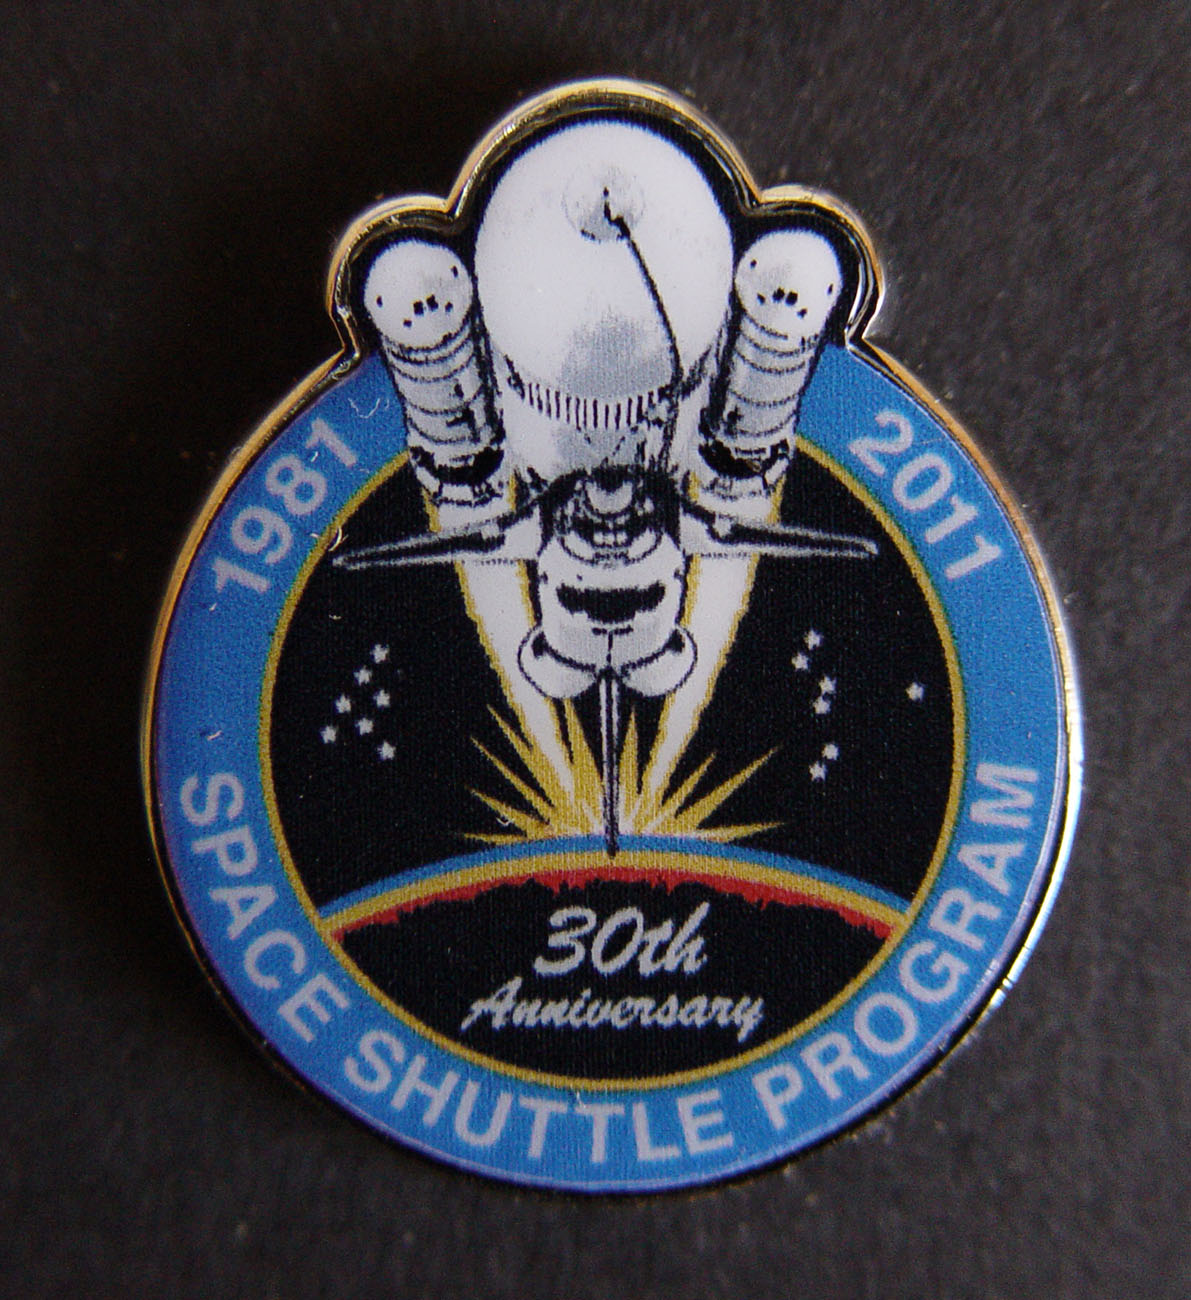 1981
2011
30th
Anniversary
SPACE SHUTTLE PROGRAM